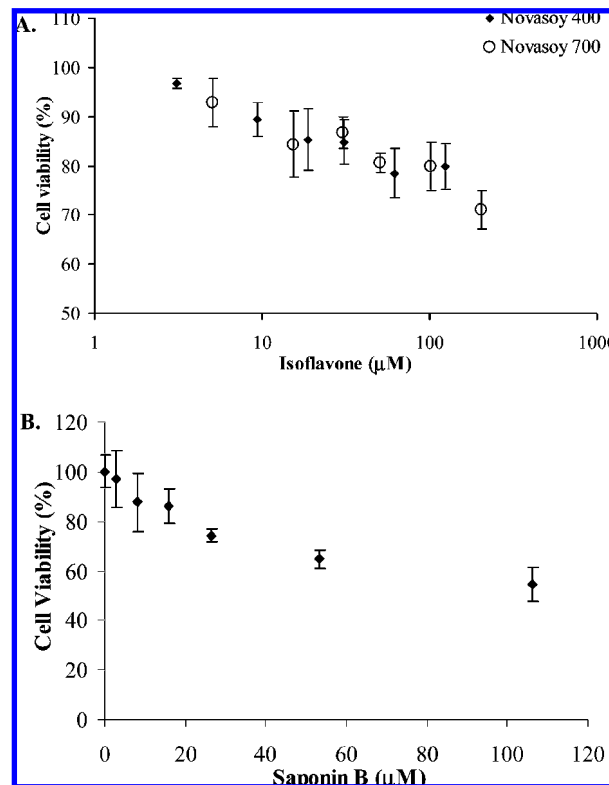 A.
Novasoy 400
Novasoy 700
110
100
90
80
70
60
50
Cell viability (%)
1 10 100 1000
Isoflavone (μM)
B.
120
100
80
60
40
20
0
Cell Viability (%)
0 20 40 60 80 100 120
Saponin B (μM)